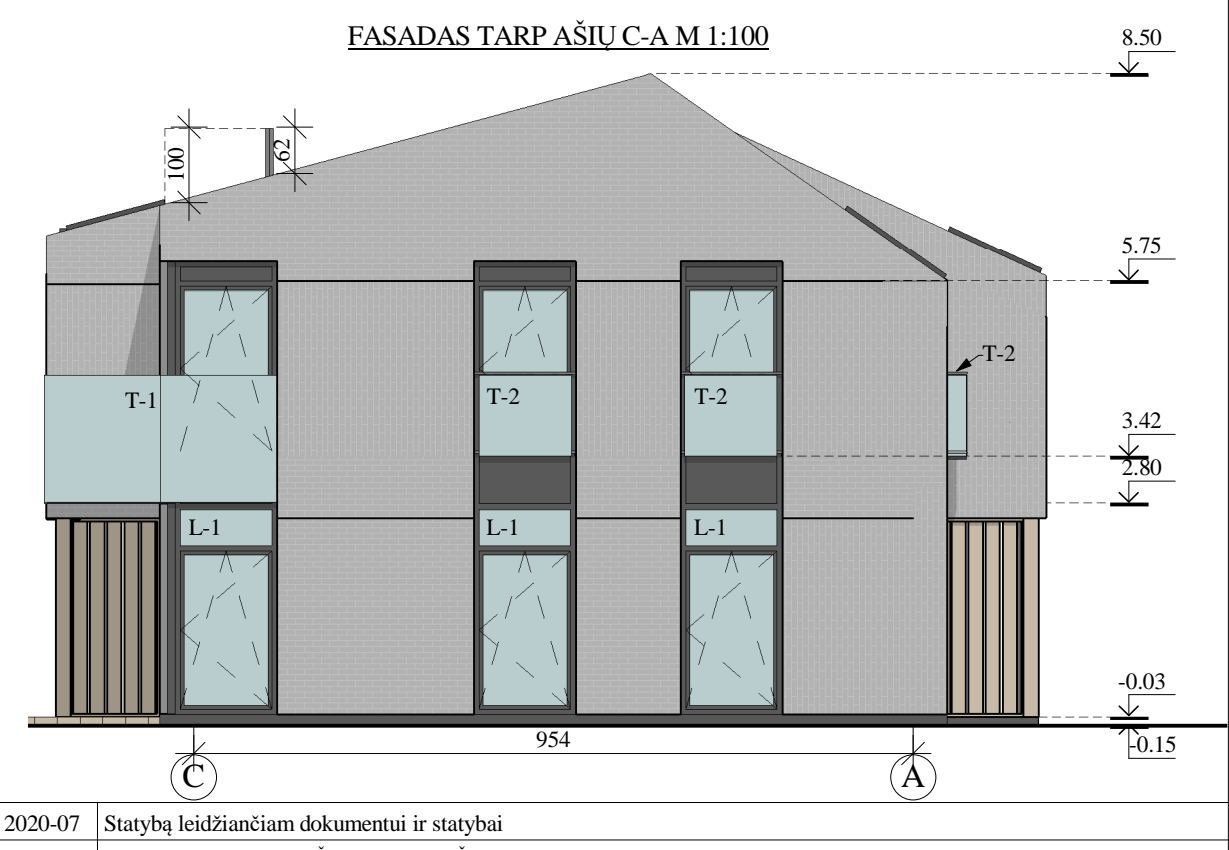 FASADAS TARP AŠIŲ C-A M 1:100
8.50
100
62
5.75
T-2
T-1
T-2
T-2
3.42
2.80
L-1
L-1
L-1
-0.03
954
-0.15
C
A
2020-07
Statybą leidžiančiam dokumentui ir statybai